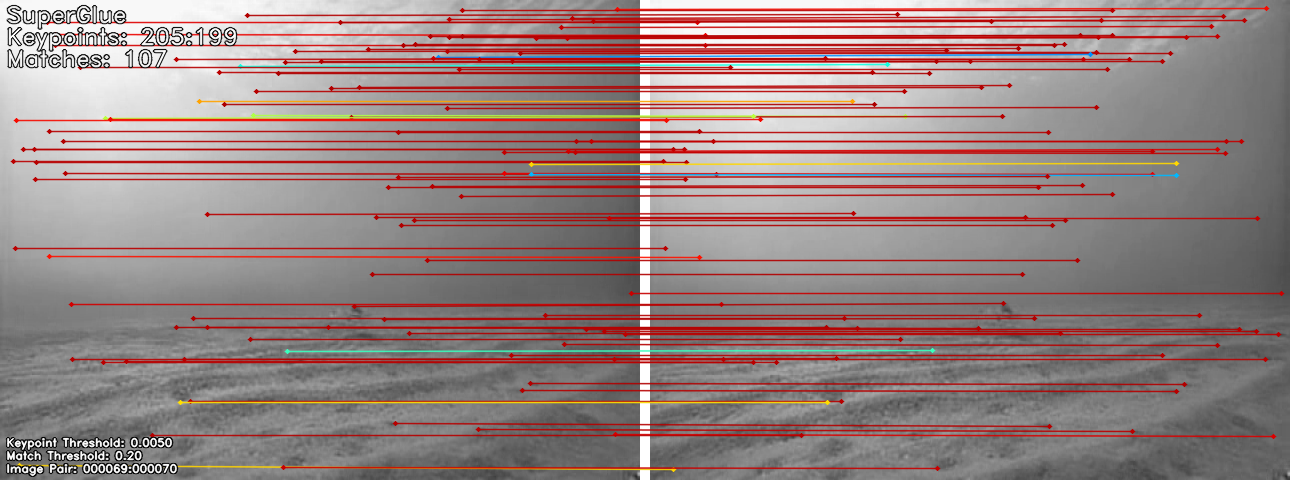 SuperGlue
Keypoints: 205:199
Matches: 107
Keypoint Threshold: 0.0050
Match Threshold: 0.20
Image Pair: 000069:000070